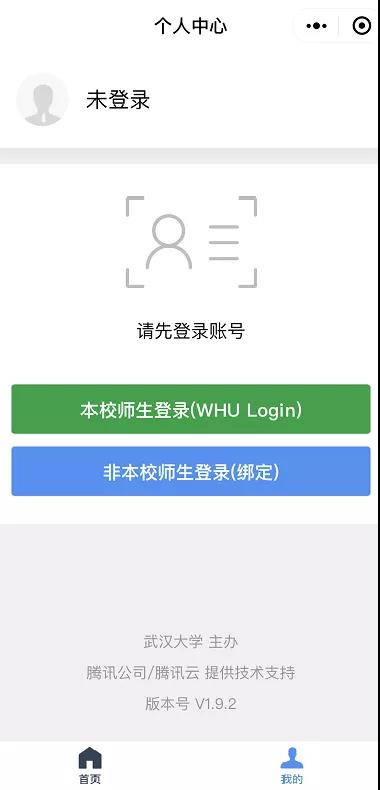 个人中心
未登录
请先登录账号
本校师生登录(WHU Login)
非本校师生登录(绑定)
武汉大学 主办
腾讯公司/腾讯云 提供技术支持
版本号 V1.9.2
首页
我的